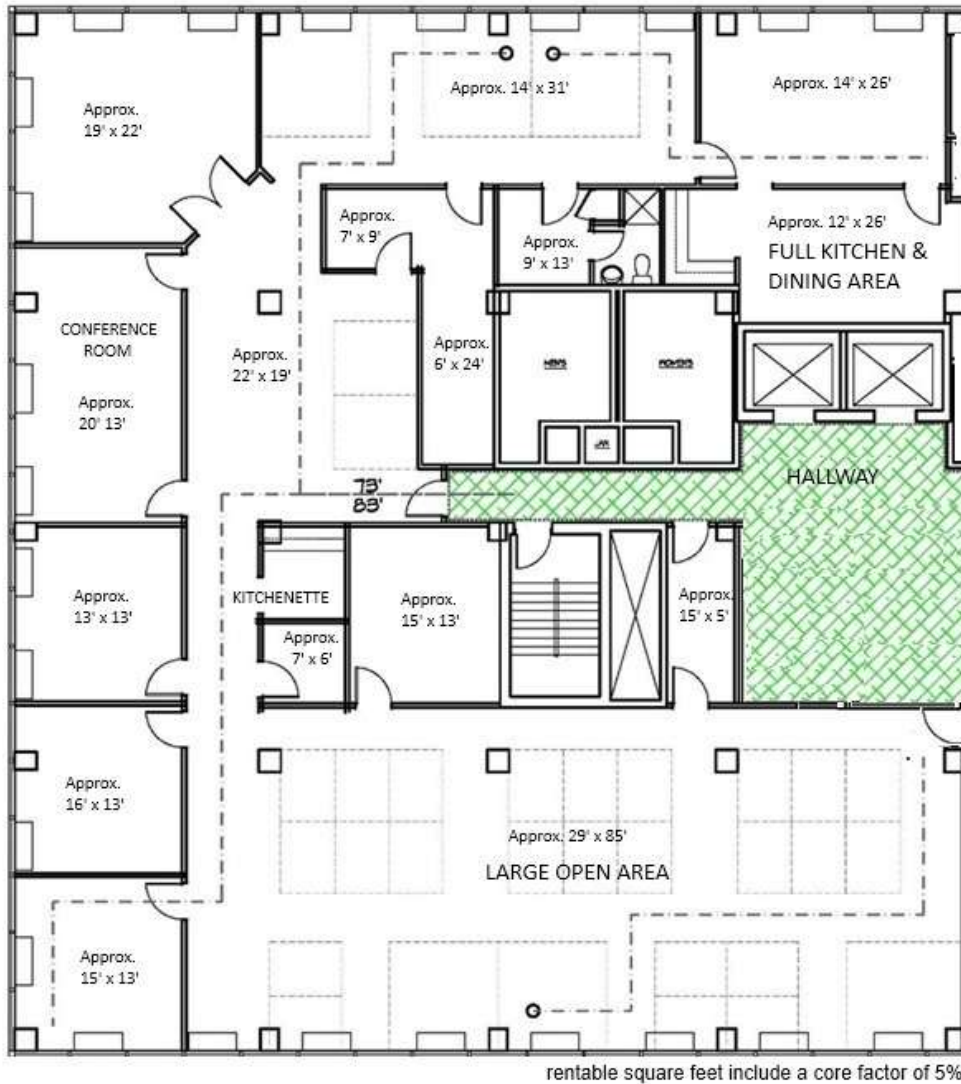 Approx.
19' x 22'
Approx. 14' x 31'
Approx. 14' x 26'
Approx.
7' x 9'
Approx.
9' x 13'
Approx. 12' x 26'
FULL KITCHEN &
DINING AREA
CONFERENCE
ROOM
Approx.
20' 13'
Approx.
22' x 19'
Approx.
6' x 24'
MEN'S
WOMEN'S
JAN
HALLWAY
73'
83'
Approx.
13' x 13'
KITCHENETTE
Approx.
7' x 6'
Approx.
15' x 13'
Approx.
15' x 5'
Approx.
16' x 13'
Approx. 29' x 85'
LARGE OPEN AREA
Approx.
15' x 13'
rentable square feet include a core factor of 5%